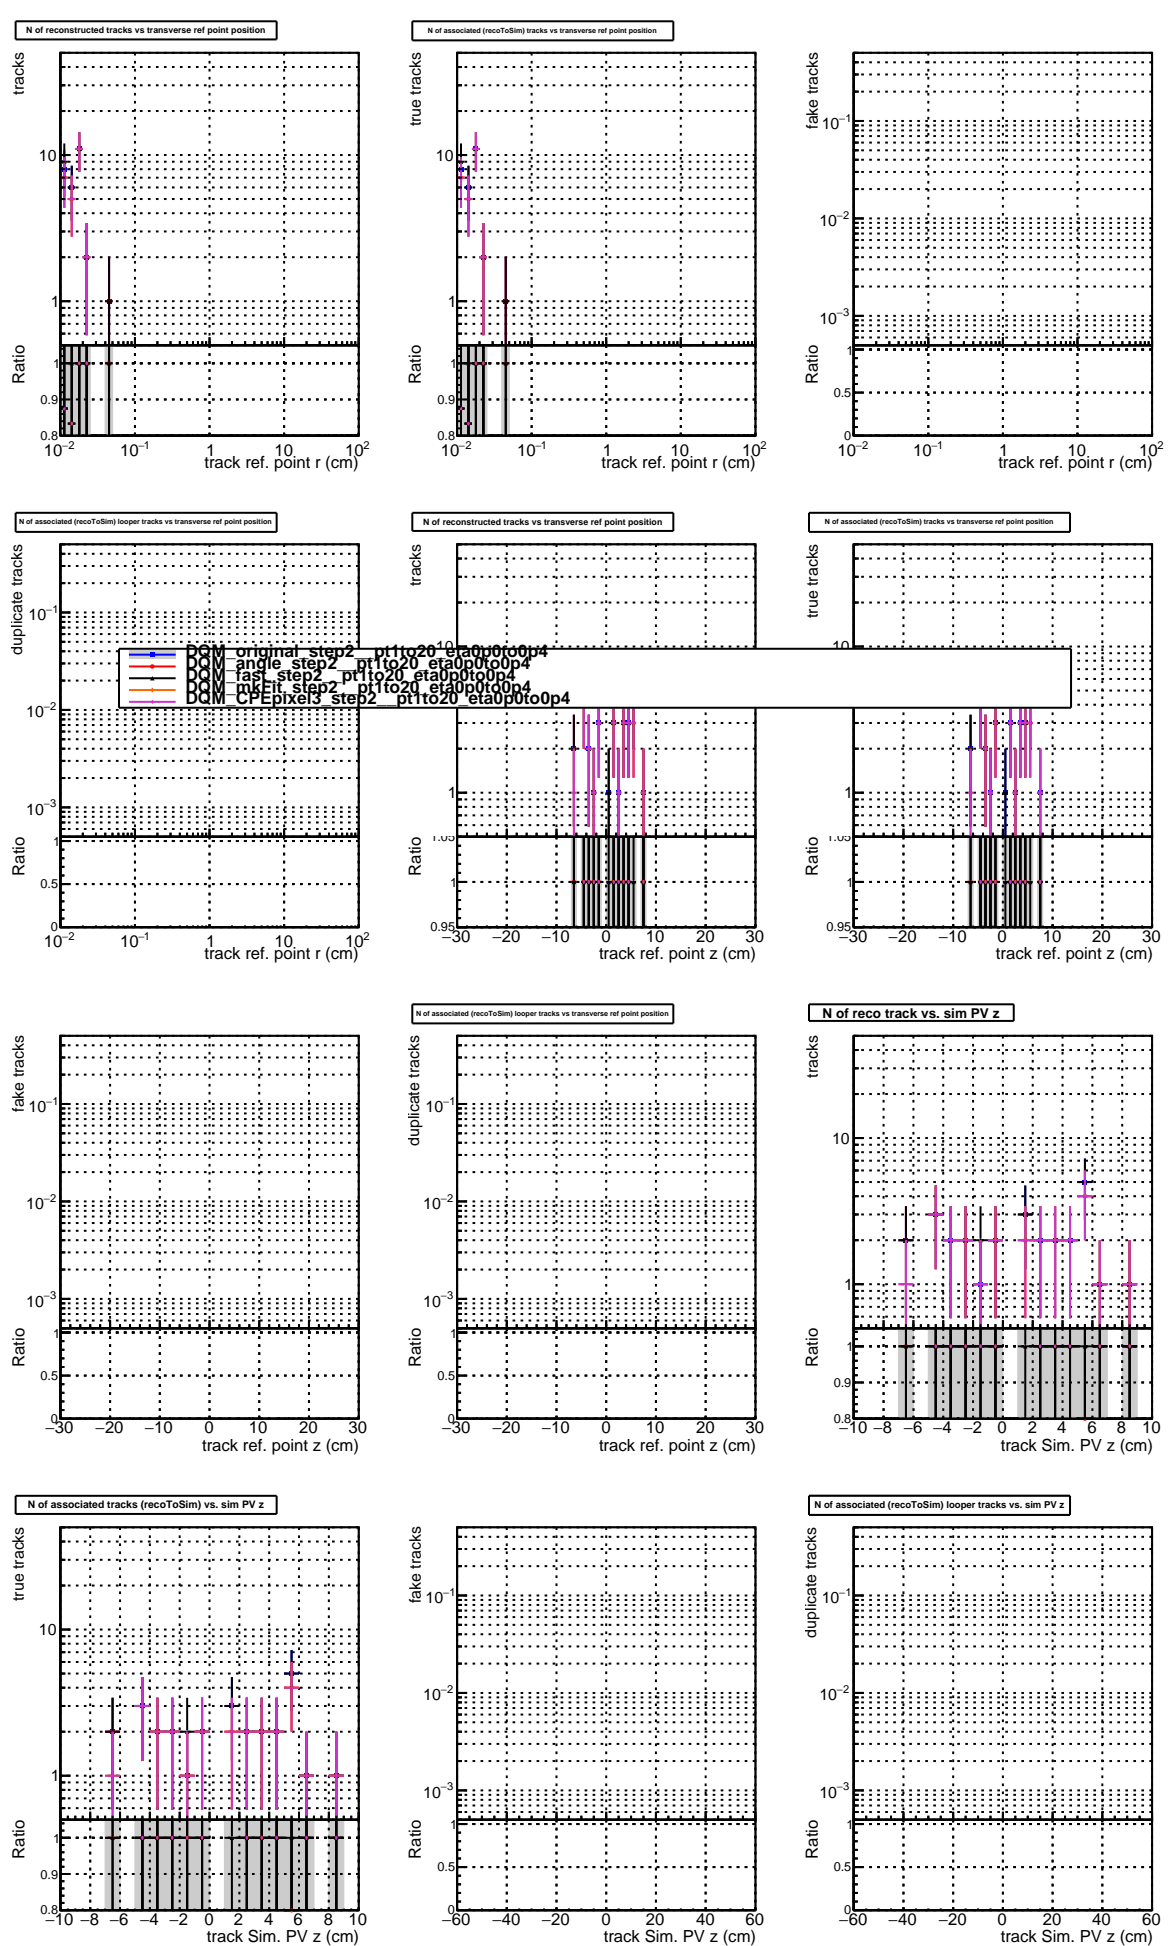 N of reconstructed tracks vs transverse ref point position
tracks
10
1
Ratio
1
0.9
0.8
10−2 10−1 1 10 102
track ref. point r (cm)
N of associated (recoToSim) tracks vs transverse ref point position
true tracks
10
1
Ratio
1
0.9
0.8
10−2 10−1 1 10 102
track ref. point r (cm)
fake tracks
10−1
10−2
10−3
Ratio
1
0.5
0
10−2 10−1 1 10 102
track ref. point r (cm)
N of associated (recoToSim) looper tracks vs transverse ref point position
duplicate tracks
10−1
10−2
10−3
Ratio
1
0.5
0
10−2 10−1 1 10 102
track ref. point r (cm)
N of reconstructed tracks vs transverse ref point position
tracks
10
1
Ratio
1.05
1
0.95
−30 −20 −10 0 10 20 30
track ref. point z (cm)
N of associated (recoToSim) tracks vs transverse ref point position
true tracks
10
1
Ratio
1.05
1
0.95
−30 −20 −10 0 10 20 30
track ref. point z (cm)
DQM_original_step2__pt1to20_eta0p0to0p4
DQM_angle_step2__pt1to20_eta0p0to0p4
DQM_fast_step2__pt1to20_eta0p0to0p4
DQM_mkFit_step2__pt1to20_eta0p0to0p4
DQM_CPEpixel3_step2__pt1to20_eta0p0to0p4
fake tracks
10−1
10−2
10−3
Ratio
1
0.5
0
−30 −20 −10 0 10 20 30
track ref. point z (cm)
N of associated (recoToSim) looper tracks vs transverse ref point position
duplicate tracks
10−1
10−2
10−3
Ratio
1
0.5
0
−30 −20 −10 0 10 20 30
track ref. point z (cm)
N of reco track vs. sim PV z
tracks
10
1
Ratio
1
0.9
0.8
−10 −8 −6 −4 −2 0 2 4 6 8 10
track Sim. PV z (cm)
N of associated tracks (recoToSim) vs. sim PV z
true tracks
10
1
Ratio
1
0.9
0.8
−10 −8 −6 −4 −2 0 2 4 6 8 10
track Sim. PV z (cm)
fake tracks
10−1
10−2
10−3
Ratio
1
0.5
0
−60 −40 −20 0 20 40 60
track Sim. PV z (cm)
N of associated (recoToSim) looper tracks vs. sim PV z
duplicate tracks
10−1
10−2
10−3
Ratio
1
0.5
0
−60 −40 −20 0 20 40 60
track Sim. PV z (cm)